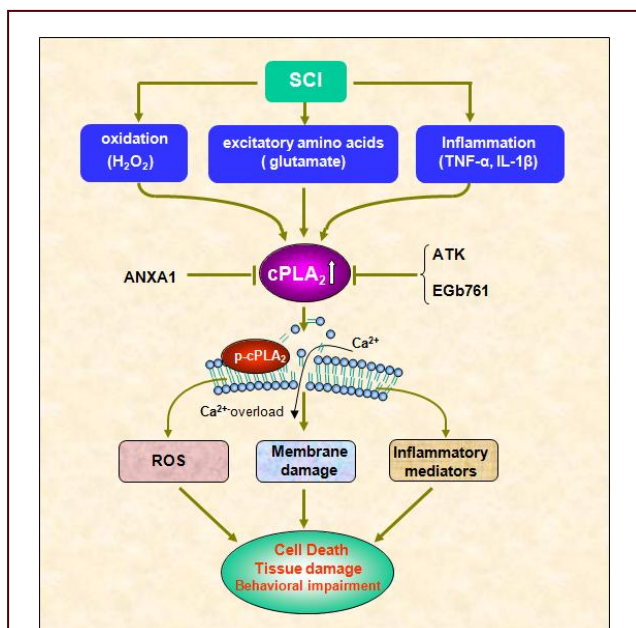 SCI
oxidation
(H₂O₂)
excitatory amino acids
( glutamate)
Inflammation
(TNF-α, IL-1β)
cPLA₂↑
ANXA1
ATK
EGb761
p-cPLA₂
Ca²⁺
Ca²⁺-overload
ROS
Membrane
damage
Inflammatory
mediators
Cell Death
Tissue damage
Behavioral impairment